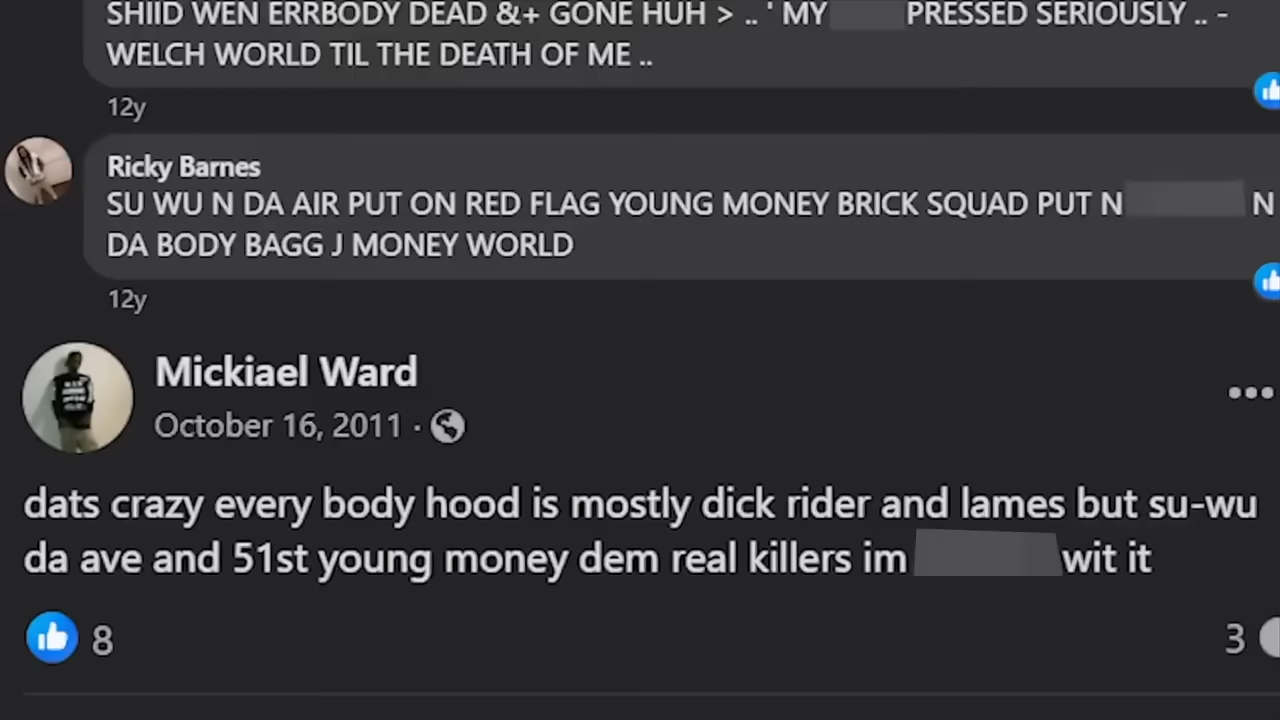 SHIID WEN ERRBODY DEAD &+ GONE HUH > .. ' MY PRESSED SERIOUSLY .. -
WELCH WORLD TIL THE DEATH OF ME ..
12y
Ricky Barnes
SU WU N DA AIR PUT ON RED FLAG YOUNG MONEY BRICK SQUAD PUT N N
DA BODY BAGG J MONEY WORLD
12y
Mickiael Ward
October 16, 2011 ·
dats crazy every body hood is mostly dick rider and lames but su-wu
da ave and 51st young money dem real killers im wit it
8
3